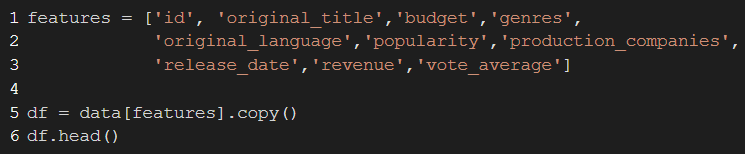 1 features = ['id', 'original_title','budget','genres',
2             'original_language','popularity','production_companies',
3             'release_date','revenue','vote_average']
4
5 df = data[features].copy()
6 df.head()